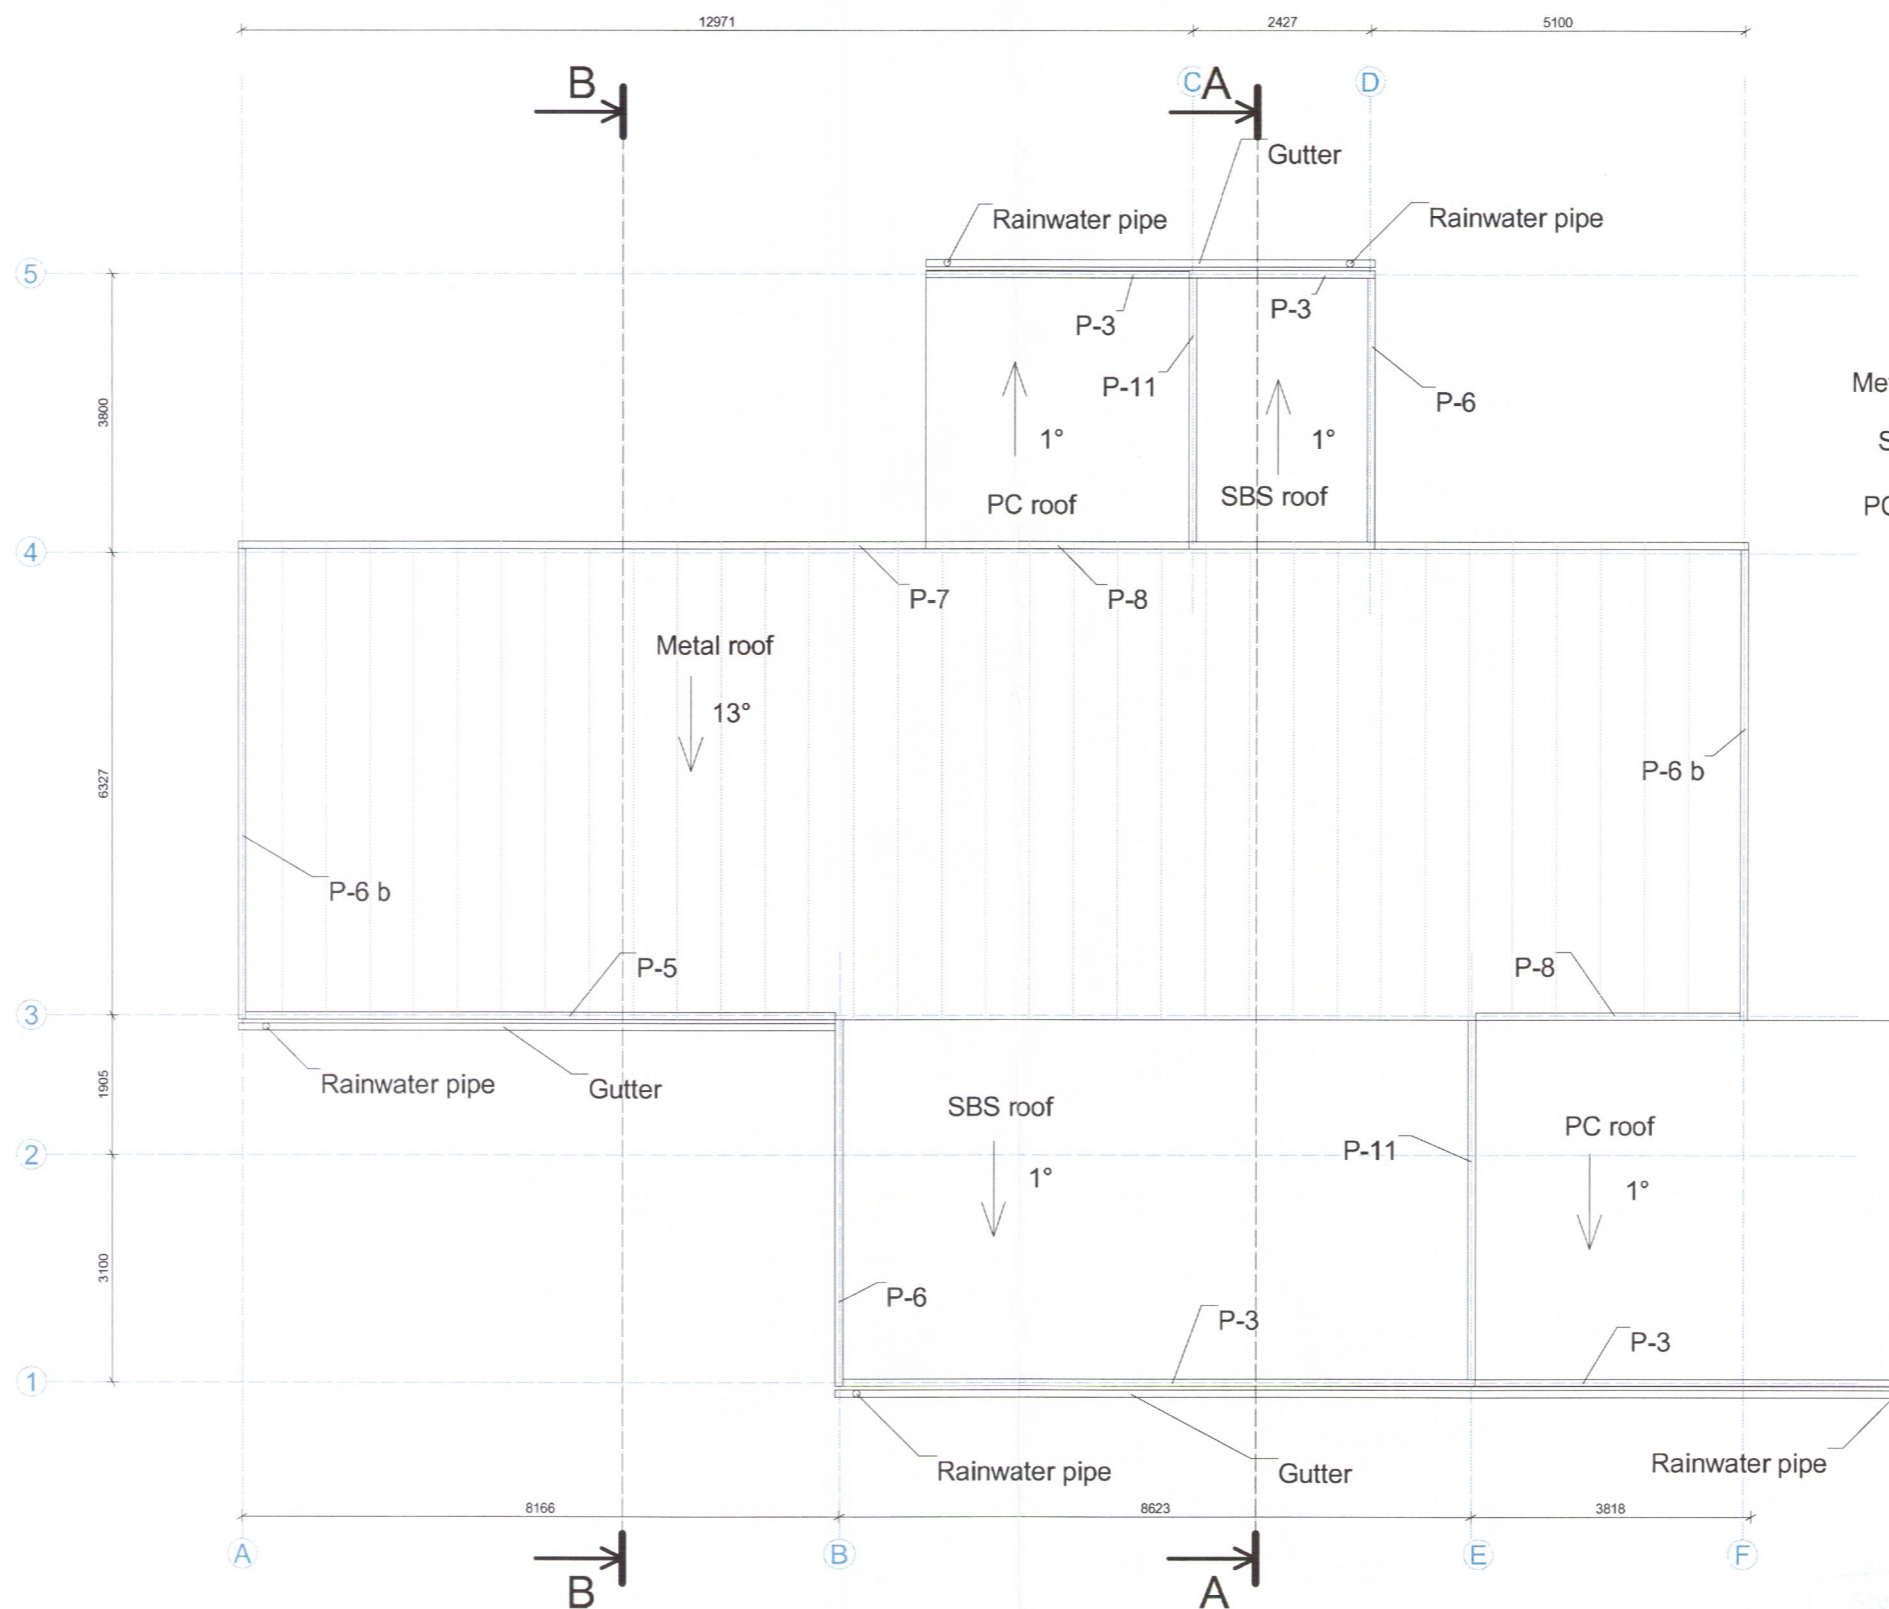 12971
2427
5100
B
C
A
D
Gutter
Rainwater pipe
Rainwater pipe
5
P-3
P-3
P-11
P-6
3800
1°
1°
PC roof
SBS roof
4
P-7
P-8
Metal roof
13°
6327
P-6 b
P-6 b
P-5
P-8
3
Rainwater pipe
Gutter
1905
SBS roof
PC roof
2
P-11
1°
1°
3100
P-6
P-3
P-3
1
Rainwater pipe
Gutter
Rainwater pipe
8166
8623
3818
A
B
E
F
B
A